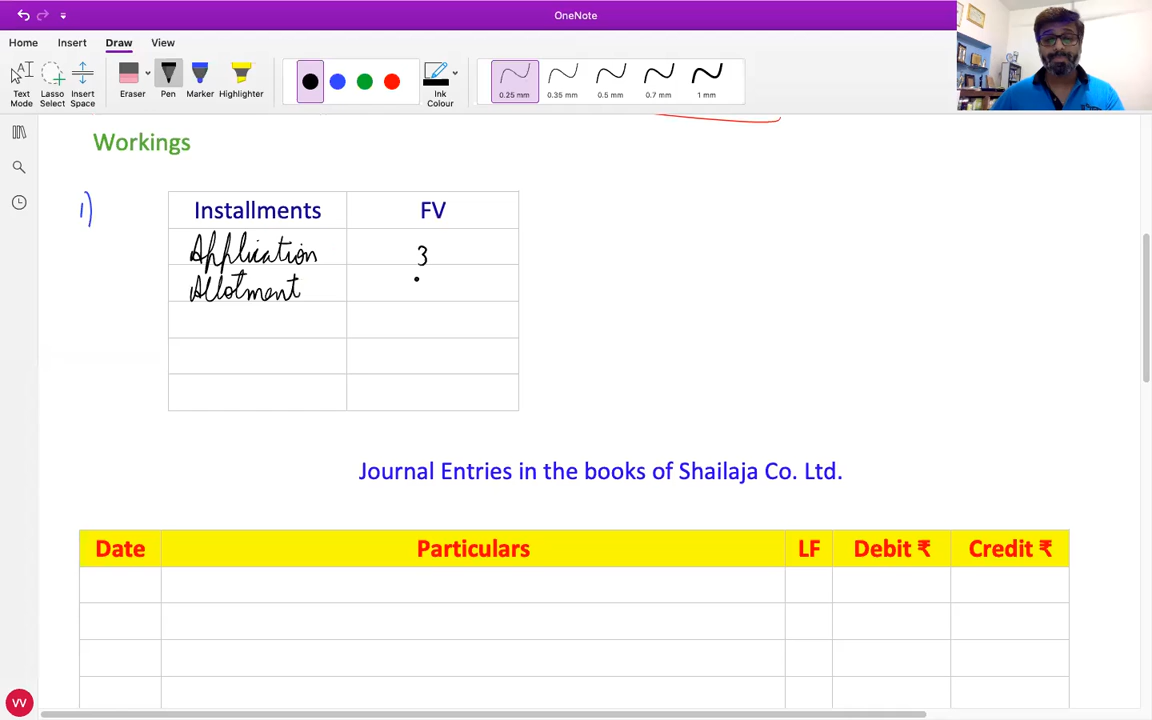 OneNote
Home Insert Draw View
Text Mode Lasso Select Insert Space Eraser Pen Marker Highlighter Ink Colour 0.25 mm 0.35 mm 0.5 mm 0.7 mm 1 mm
Workings
1)
Installments FV
Application 3
Allotment
Journal Entries in the books of Shailaja Co. Ltd.
Date Particulars LF Debit ₹ Credit ₹
VV